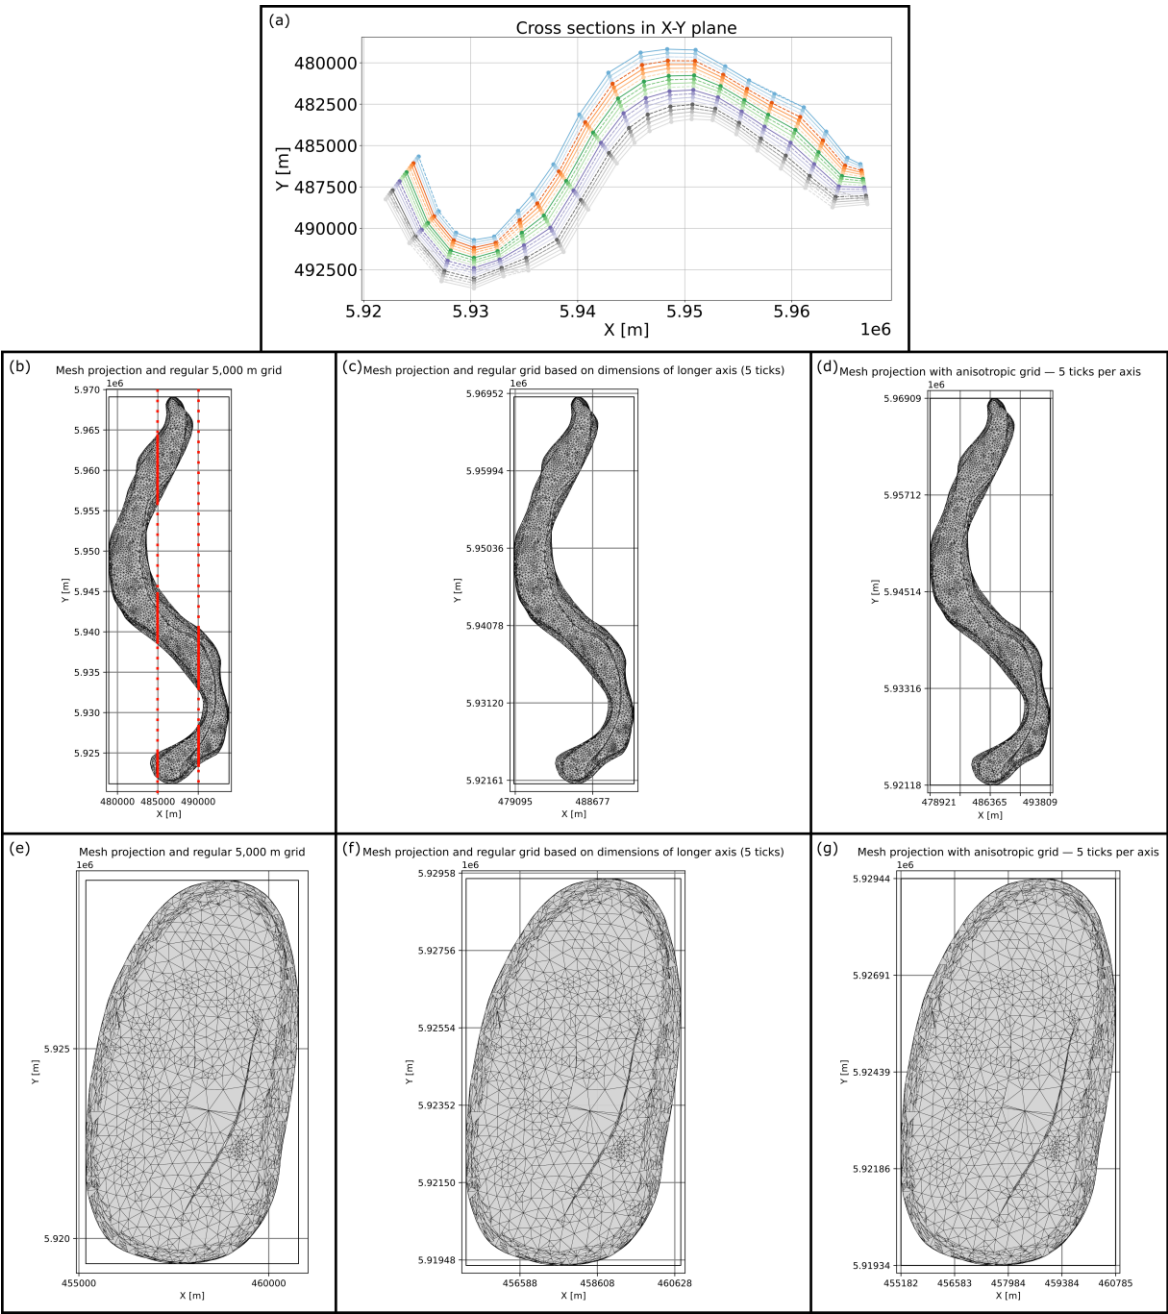 (a)
Cross sections in X-Y plane
480000
482500
485000
487500
490000
492500
Y [m]
5.92 5.93 5.94 5.95 5.96
X [m]
1e6
(b)
Mesh projection and regular 5,000 m grid
1e6
5.970
5.965
5.960
5.955
5.950
5.945
5.940
5.935
5.930
5.925
Y [m]
480000 485000 490000
X [m]
(c)
Mesh projection and regular grid based on dimensions of longer axis (5 ticks)
1e6
5.96952
5.95994
5.95036
5.94078
5.93120
5.92161
Y [m]
479095 488677
X [m]
(d)
Mesh projection with anisotropic grid — 5 ticks per axis
1e6
5.96909
5.95712
5.94514
5.93316
5.92118
Y [m]
478921 486365 493809
X [m]
(e)
Mesh projection and regular 5,000 m grid
1e6
5.925
5.920
Y [m]
455000 460000
X [m]
(f)
Mesh projection and regular grid based on dimensions of longer axis (5 ticks)
1e6
5.92958
5.92756
5.92554
5.92352
5.92150
5.91948
Y [m]
456588 458608 460628
X [m]
(g)
Mesh projection with anisotropic grid — 5 ticks per axis
1e6
5.92944
5.92691
5.92439
5.92186
5.91934
Y [m]
455182 456583 457984 459384 460785
X [m]